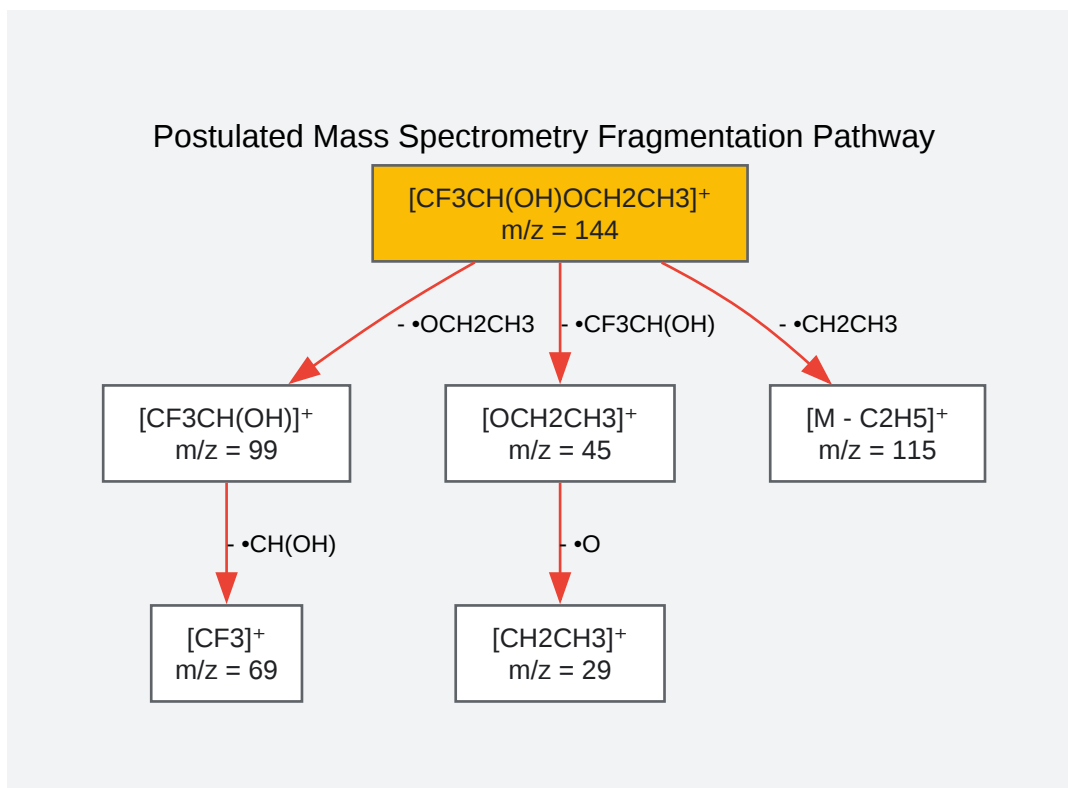 Postulated Mass Spectrometry Fragmentation Pathway
[CF3CH(OH)OCH2CH3]⁺
m/z = 144
- •OCH2CH3
- •CF3CH(OH)
- •CH2CH3
[CF3CH(OH)]⁺
m/z = 99
[OCH2CH3]⁺
m/z = 45
[M - C2H5]⁺
m/z = 115
- •CH(OH)
- •O
[CF3]⁺
m/z = 69
[CH2CH3]⁺
m/z = 29